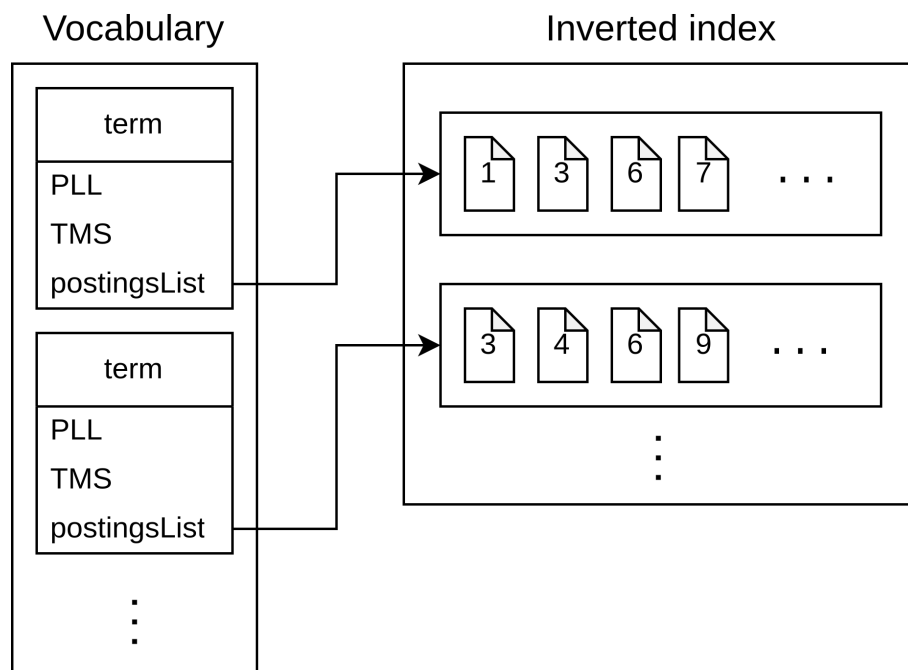 Vocabulary
term
PLL
TMS
postingsList
term
PLL
TMS
postingsList
⋮
Inverted index
1 3 6 7 ...
3 4 6 9 ...
⋮